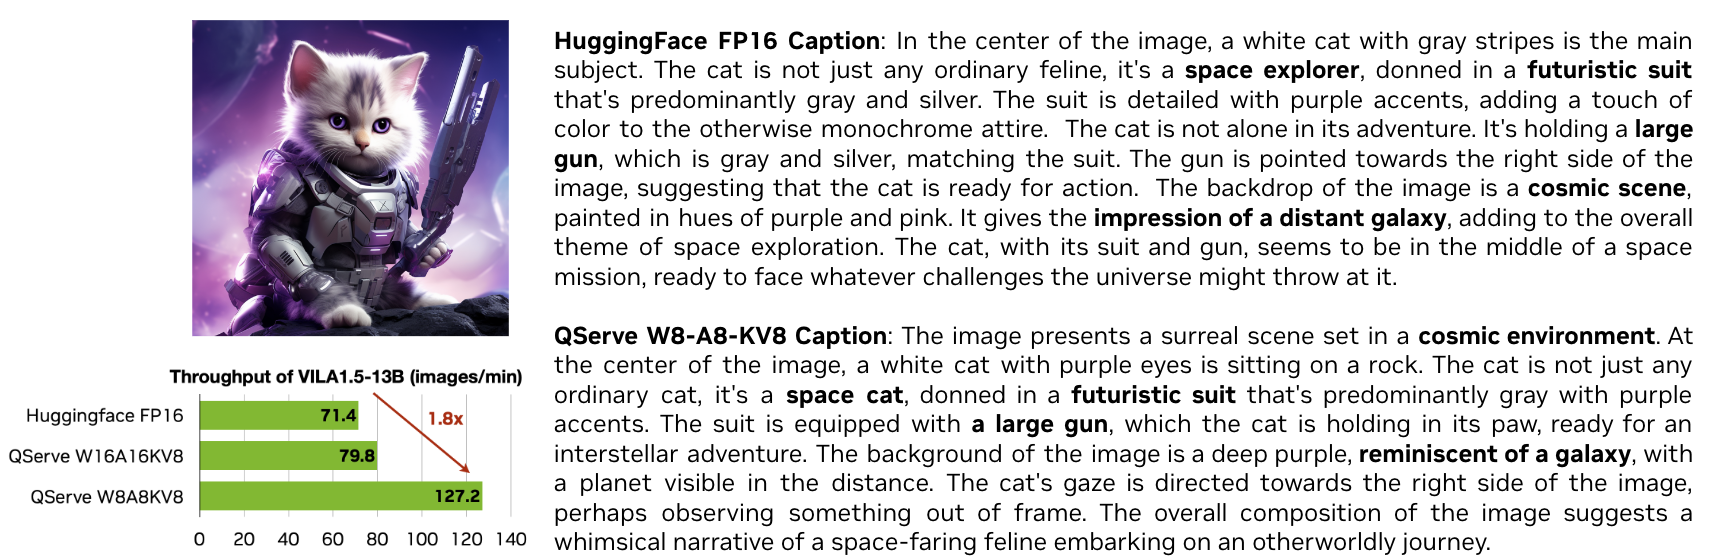 HuggingFace FP16 Caption: In the center of the image, a white cat with gray stripes is the main
subject. The cat is not just any ordinary feline, it's a space explorer, donned in a futuristic suit
that's predominantly gray and silver. The suit is detailed with purple accents, adding a touch of
color to the otherwise monochrome attire. The cat is not alone in its adventure. It's holding a large
gun, which is gray and silver, matching the suit. The gun is pointed towards the right side of the
image, suggesting that the cat is ready for action. The backdrop of the image is a cosmic scene,
painted in hues of purple and pink. It gives the impression of a distant galaxy, adding to the overall
theme of space exploration. The cat, with its suit and gun, seems to be in the middle of a space
mission, ready to face whatever challenges the universe might throw at it.
QServe W8-A8-KV8 Caption: The image presents a surreal scene set in a cosmic environment. At
the center of the image, a white cat with purple eyes is sitting on a rock. The cat is not just any
ordinary cat, it's a space cat, donned in a futuristic suit that's predominantly gray with purple
accents. The suit is equipped with a large gun, which the cat is holding in its paw, ready for an
interstellar adventure. The background of the image is a deep purple, reminiscent of a galaxy, with
a planet visible in the distance. The cat's gaze is directed towards the right side of the image,
perhaps observing something out of frame. The overall composition of the image suggests a
whimsical narrative of a space-faring feline embarking on an otherworldly journey.
Throughput of VILA1.5-13B (images/min)
Huggingface FP16 71.4
1.8x
QServe W16A16KV8 79.8
QServe W8A8KV8 127.2
0 20 40 60 80 100 120 140